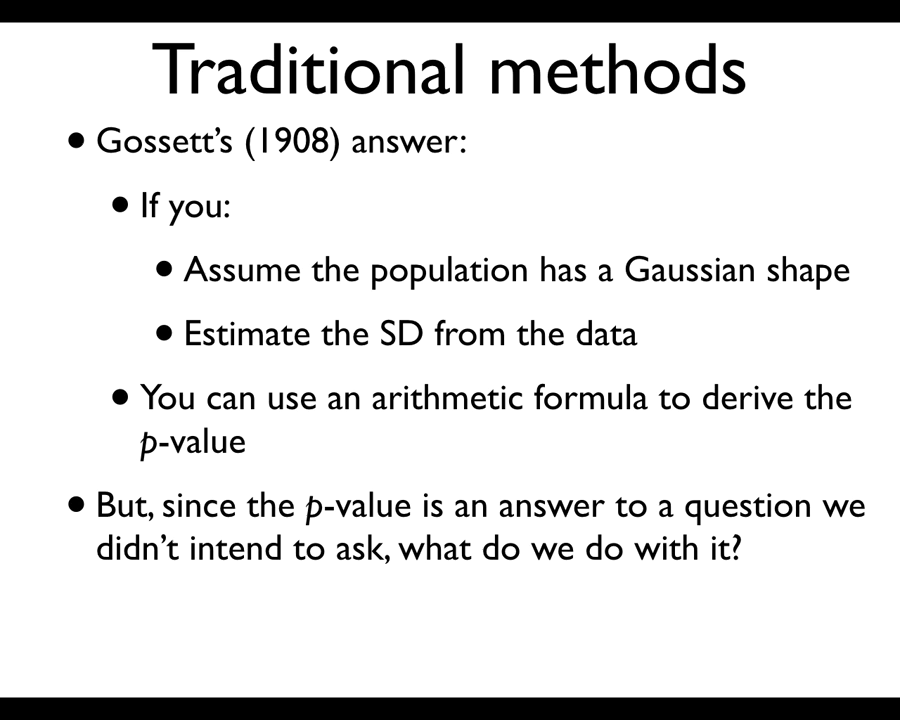 Traditional methods
• Gossett's (1908) answer:
• If you:
• Assume the population has a Gaussian shape
• Estimate the SD from the data
• You can use an arithmetic formula to derive the
p-value
• But, since the p-value is an answer to a question we
didn't intend to ask, what do we do with it?